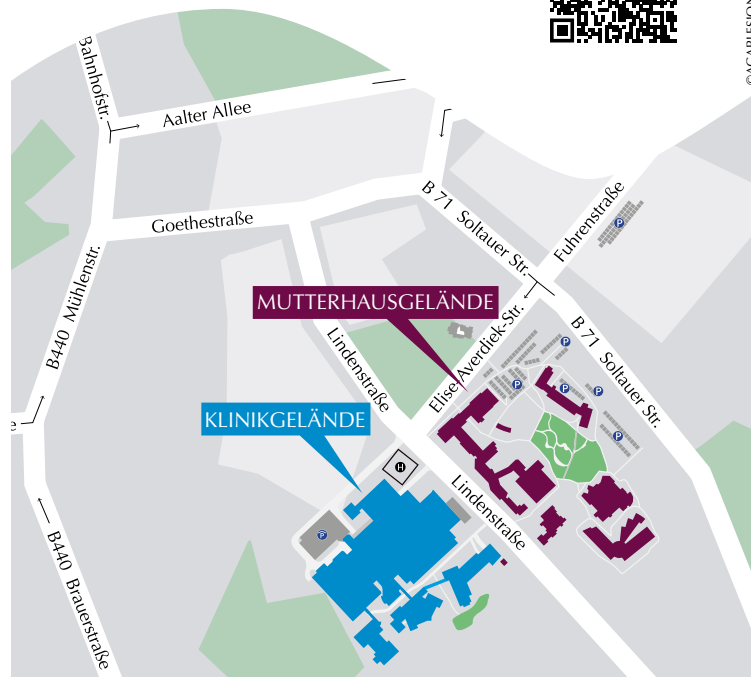 ©AGAPLESION
Bahnhofstr.
Aalter Allee
Goethestraße
B 71 Soltauer Str.
Fuhrenstraße
P
B440 Mühlenstr.
MUTTERHAUSGELÄNDE
Elise-Averdiek-Str.
B 71 Soltauer Str.
P
P
P
P
P
Lindenstraße
KLINIKGELÄNDE
H
Lindenstraße
P
e
B440 Brauerstraße